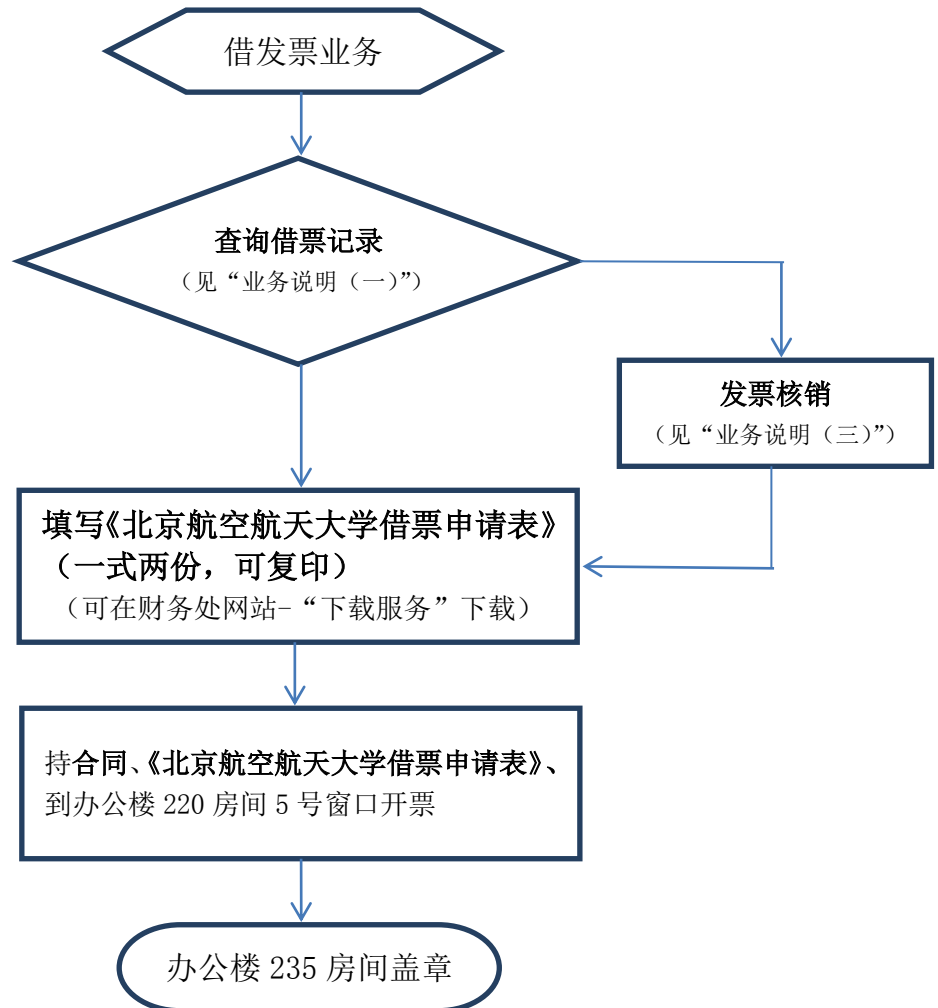 借发票业务
查询借票记录
（见“业务说明（一）”）
发票核销
（见“业务说明（三）”）
填写《北京航空航天大学借票申请表》
（一式两份，可复印）
（可在财务处网站-“下载服务”下载）
持合同、《北京航空航天大学借票申请表》、
到办公楼 220 房间 5 号窗口开票
办公楼 235 房间盖章